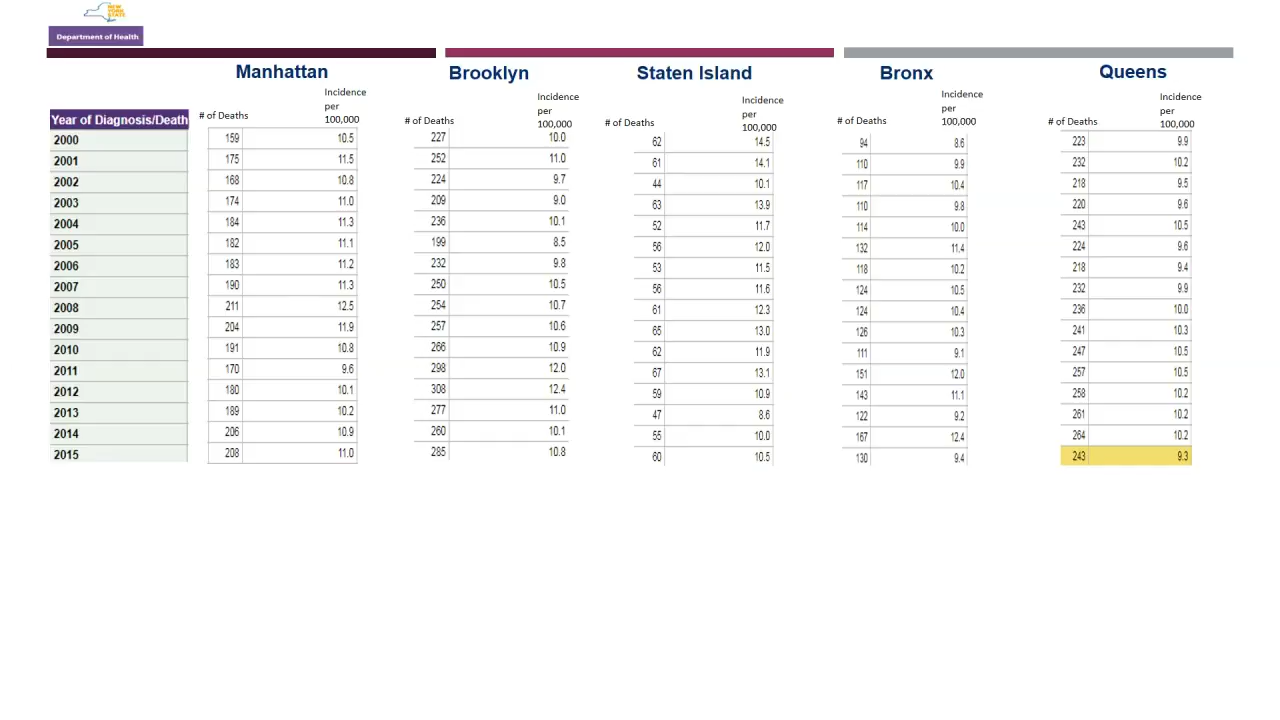 NEW
YORK
STATE
Department of Health
Manhattan Brooklyn Staten Island Bronx Queens
Year of Diagnosis/Death # of Deaths Incidence per 100,000 # of Deaths Incidence per 100,000 # of Deaths Incidence per 100,000 # of Deaths Incidence per 100,000 # of Deaths Incidence per 100,000
2000 159 10.5 227 10.0 62 14.5 94 8.6 223 9.9
2001 175 11.5 252 11.0 61 14.1 110 9.9 232 10.2
2002 168 10.8 224 9.7 44 10.1 117 10.4 218 9.5
2003 174 11.0 209 9.0 63 13.9 110 9.8 220 9.6
2004 184 11.3 236 10.1 52 11.7 114 10.0 243 10.5
2005 182 11.1 199 8.5 56 12.0 132 11.4 224 9.6
2006 183 11.2 232 9.8 53 11.5 118 10.2 218 9.4
2007 190 11.3 250 10.5 56 11.6 124 10.5 232 9.9
2008 211 12.5 254 10.7 61 12.3 124 10.4 236 10.0
2009 204 11.9 257 10.6 65 13.0 126 10.3 241 10.3
2010 191 10.8 266 10.9 62 11.9 111 9.1 247 10.5
2011 170 9.6 298 12.0 67 13.1 151 12.0 257 10.5
2012 180 10.1 308 12.4 59 10.9 143 11.1 258 10.2
2013 189 10.2 277 11.0 47 8.6 122 9.2 261 10.2
2014 206 10.9 260 10.1 55 10.0 167 12.4 264 10.2
2015 208 11.0 285 10.8 60 10.5 130 9.4 243 9.3